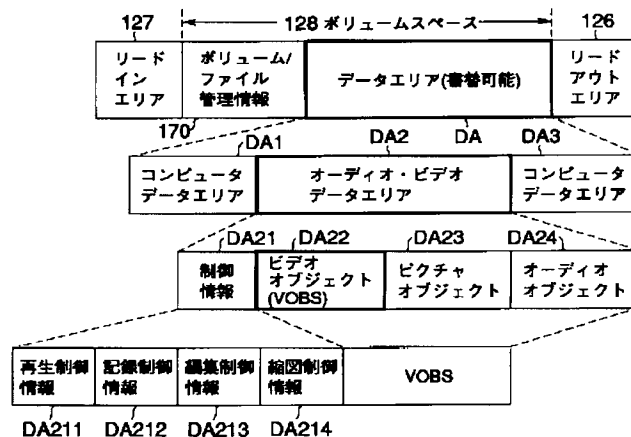 127
128 ボリュームスペース
126
リード
イン
エリア
ボリューム/
ファイル
管理情報
データエリア(書替可能)
リード
アウト
エリア
170
DA1
DA2
DA
DA3
コンピュータ
データエリア
オーディオ・ビデオ
データエリア
コンピュータ
データエリア
DA21
DA22
DA23
DA24
制御
情報
ビデオ
オブジェクト
(VOBS)
ピクチャ
オブジェクト
オーディオ
オブジェクト
再生制御
情報
記録制御
情報
編集制御
情報
縮図制御
情報
VOBS
DA211
DA212
DA213
DA214